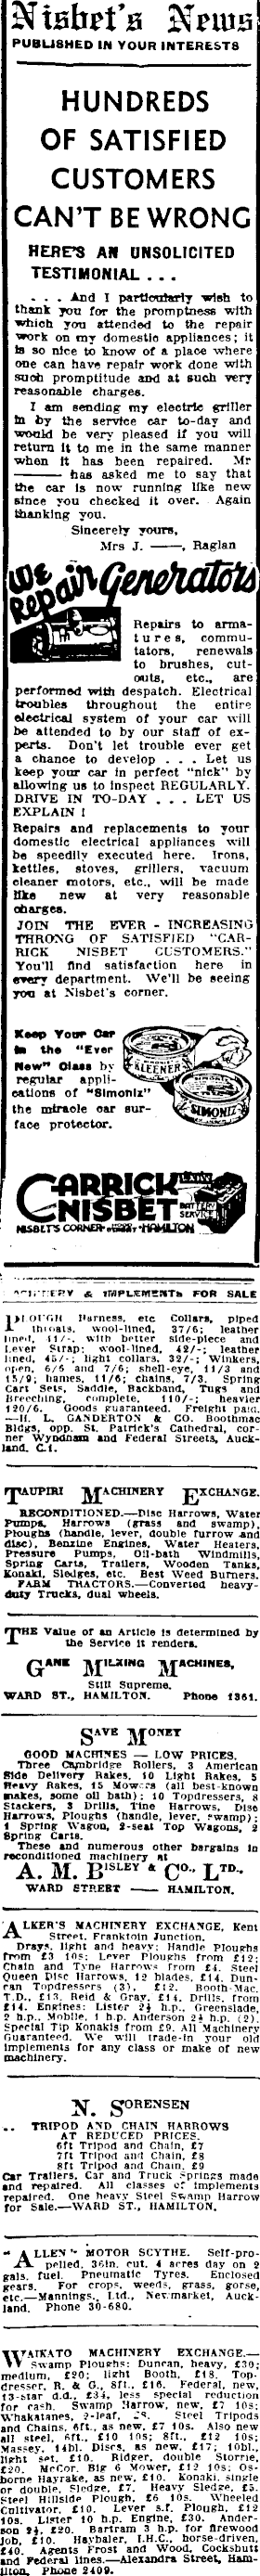 Nisbet's News
PUBLISHED IN YOUR INTERESTS
HUNDREDS
OF SATISFIED
CUSTOMERS
CAN'T BE WRONG
HERE'S AN UNSOLICITED
TESTIMONIAL . . .
. . . And I particularly wish to
thank you for the promptness with
which you attended to the repair
work on my domestic appliances; it
is so nice to know of a place where
one can have repair work done with
such promptitude and at such very
reasonable charges.
I am sending my electric griller
in by the service car to-day and
would be very pleased if you will
return it to me in the same manner
when it has been repaired. Mr
—— has asked me to say that
the car is now running like new
since you checked it over. Again
thanking you.
Sincerely yours,
Mrs J. ——, Raglan
We Repair Generators
Repairs to arma-
tures, commu-
tators, renewals
to brushes, cut-
outs, etc., are
performed with despatch. Electrical
troubles throughout the entire
electrical system of your car will
be attended to by our staff of ex-
perts. Don't let trouble ever get
a chance to develop . . . Let us
keep your car in perfect "nick" by
allowing us to inspect REGULARLY.
DRIVE IN TO-DAY . . . LET US
EXPLAIN !
Repairs and replacements to your
domestic electrical appliances will
be speedily executed here. Irons,
kettles, stoves, grillers, vacuum
cleaner motors, etc., will be made
like new at very reasonable
charges.
JOIN THE EVER - INCREASING
THRONG OF SATISFIED "CAR-
RICK NISBET CUSTOMERS."
You'll find satisfaction here in
every department. We'll be seeing
you at Nisbet's corner.
Keep Your Car
in the "Ever
New" Class by
regular appli-
cations of "Simoniz"
the miracle car sur-
face protector.
KLEENER
SIMONIZ
CARRICK
NISBET
BATTERY
SERVICE
NISBET'S CORNER HAMILTON
MACHINERY & IMPLEMENTS FOR SALE
PLOUGH Harness, etc Collars, piped
throats, wool-lined, 37/6; leather
lined, 41/-; with better side-piece and
Lever Strap; wool-lined, 42/-; leather
lined, 45/-; light collars, 32/-; Winkers,
open, 6/6 and 7/6; shell-eye, 11/3 and
15/9; hames, 11/6; chains, 7/3. Spring
Cart Sets, Saddle, Backband, Tugs and
Breeching, complete, 110/-; heavier
120/6. Goods guaranteed. Freight paid.
—H. L. GANDERTON & CO. Boothmac
Bldgs, opp. St. Patrick's Cathedral, cor-
ner Wyndham and Federal Streets, Auck-
land. C.1.
TAUPIRI MACHINERY EXCHANGE.
RECONDITIONED.—Disc Harrows, Water
Pumps, Harrows (grass and swamp),
Ploughs (handle, lever, double furrow and
disc), Benzine Engines, Water Heaters,
Pressure Pumps, Oil-bath Windmills,
Spring Carts, Trailers, Wooden Tanks,
Konaki, Sledges, etc. Best Weed Burners.
FARM TRACTORS.—Converted heavy-
duty Trucks, dual wheels.
THE Value of an Article is determined by
the Service it renders.
GANE MILKING MACHINES,
Still Supreme.
WARD ST., HAMILTON. Phone 1361.
SAVE MONEY
GOOD MACHINES — LOW PRICES.
Three Cambridge Rollers, 3 American
Side Delivery Rakes, 10 Light Rakes, 5
Heavy Rakes, 15 Mowers (all best-known
makes, some oil bath); 10 Topdressers, 8
Stackers, 3 Drills, Tine Harrows, Disc
Harrows, Ploughs (handle, lever, swamp);
1 Spring Wagon, 2-seat Top Wagons, 2
Spring Carts.
These and numerous other bargains in
reconditioned machinery at
A. M. BISLEY & CO., LTD.,
WARD STREET —— HAMILTON.
ALKER'S MACHINERY EXCHANGE, Kent
Street, Franktoin Junction.
Drays, light and heavy; Handle Ploughs
from £3 10s; Lever Ploughs from £12;
Chain and Tyne Harrows from £4. Steel
Queen Disc Harrows, 12 blades, £14. Dun-
can Topdressers (3), £12. Booth-Mac.
T.D., £13. Reid & Gray, £14. Drills, from
£14. Engines: Lister 2½ h.p., Greenslade,
2 h.p., Mobile, 1 h.p. Anderson 2½ h.p. (2).
Special Tip Konakis from £9. All Machinery
Guaranteed. We will trade-in your old
implements for any class or make of new
machinery.
N. SORENSEN
TRIPOD AND CHAIN HARROWS
AT REDUCED PRICES.
6ft Tripod and Chain, £7
7ft Tripod and Chain, £8
8ft Tripod and Chain, £9
Car Trailers, Car and Truck Springs made
and repaired. All classes of implements
repaired. One heavy Steel Swamp Harrow
for Sale.—WARD ST., HAMILTON.
"ALLEN" MOTOR SCYTHE. Self-pro-
pelled, 36in. cut, 4 acres day on 2
gals. fuel. Pneumatic Tyres. Enclosed
gears. For crops, weeds, grass, gorse,
etc.—Mannings, Ltd., Newmarket, Auck-
land. Phone 30-680.
WAIKATO MACHINERY EXCHANGE.—
Swamp Ploughs: Duncan, heavy, £30;
medium, £20; light Booth, £18. Top-
dresser, R. & G., 8ft., £16. Federal, new,
13-star d.d., £34, less special reduction
for cash. Swamp Harrow, new, £7 10s;
Whakatanes, 2-leaf, Steel Tripods
and Chains, 6ft., as new, £7 10s. Also new
all steel, 6ft., £10 10s; 8ft., £12 10s;
Massey, 14bl. Discs, as new, £17; 10bl.,
light set, £10. Ridger, double Storrie,
£20. McCor. Big 6 Mower, £12 10s; Os-
borne Hayrake, as new, £10. Konaki, single
or double, Sledge, £7. Heavy Sledge, £5.
Steel Hillside Plough, £6 10s. Wheeled
Cultivator, £10. Lever s.f. Plough, £12
10s. Lister 10 h.p. Engine, £30. Ander-
son 2½, £20. Bartram 3 h.p. for firewood
Job, £10. Haybaler, I.H.C., horse-driven,
£40. Agents Frost and Wood, Cockshutt
and Federal lines.—Alexandra Street, Ham-
ilton, Phone 2409.